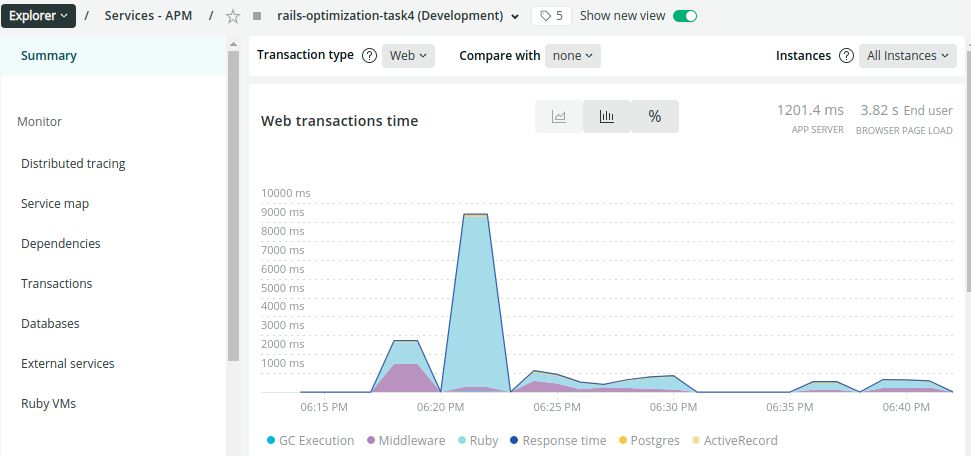 Explorer / Services - APM / rails-optimization-task4 (Development) 5 Show new view
Summary
Monitor
Distributed tracing
Service map
Dependencies
Transactions
Databases
External services
Ruby VMs
Transaction type ? Web Compare with none Instances ? All Instances
Web transactions time
%
1201.4 ms
APP SERVER
3.82 s End user
BROWSER PAGE LOAD
10000 ms
9000 ms
8000 ms
7000 ms
6000 ms
5000 ms
4000 ms
3000 ms
2000 ms
1000 ms
06:15 PM 06:20 PM 06:25 PM 06:30 PM 06:35 PM 06:40 PM
GC Execution Middleware Ruby Response time Postgres ActiveRecord